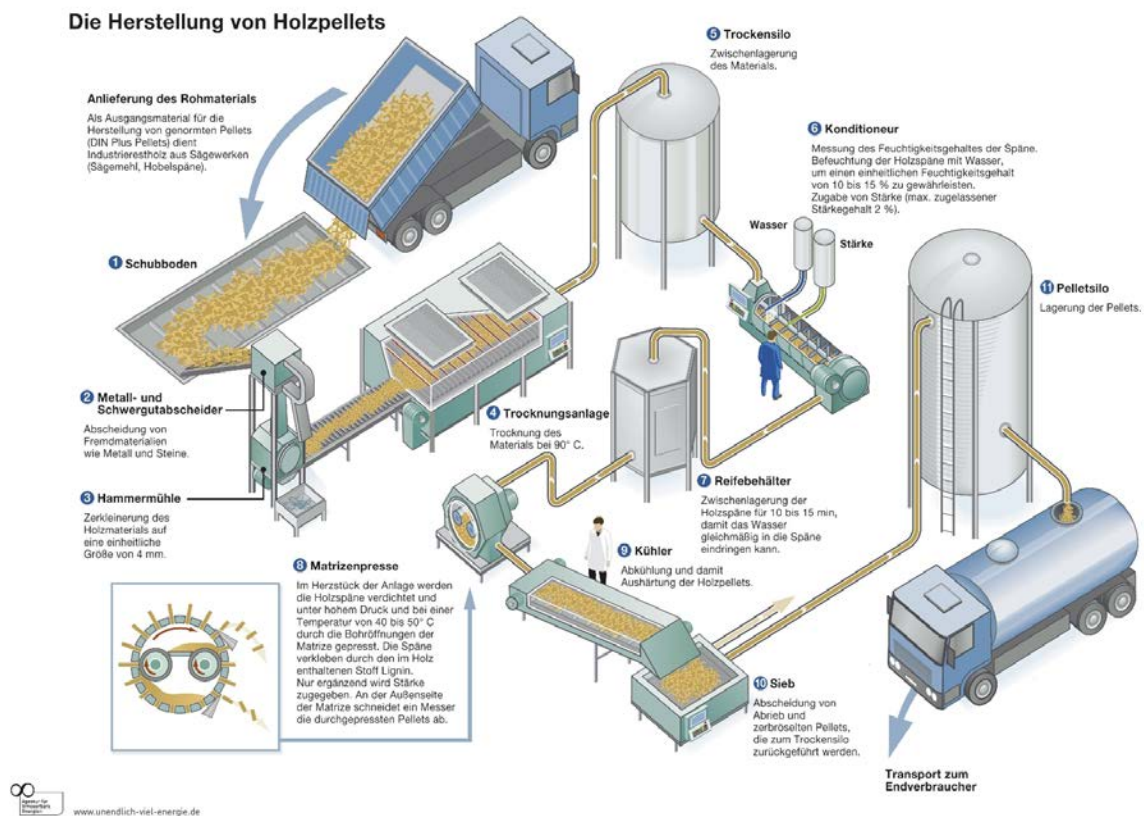 Die Herstellung von Holzpellets
Anlieferung des Rohmaterials
Als Ausgangsmaterial für die
Herstellung von genormten Pellets
(DIN Plus Pellets) dient
Industrierestholz aus Sägewerken
(Sägemehl, Hobelspäne).
1 Schubboden
2 Metall- und
Schwergutabscheider
Abscheidung von
Fremdmaterialien
wie Metall und Steine.
3 Hammermühle
Zerkleinerung des
Holzmaterials auf
eine einheitliche
Größe von 4 mm.
4 Trocknungsanlage
Trocknung des
Materials bei 90° C.
5 Trockensilo
Zwischenlagerung
des Materials.
6 Konditioneur
Messung des Feuchtigkeitsgehaltes der Späne.
Befeuchtung der Holzspäne mit Wasser,
um einen einheitlichen Feuchtigkeitsgehalt
von 10 bis 15 % zu gewährleisten.
Zugabe von Stärke (max. zugelassener
Stärkegehalt 2 %).
Wasser
Stärke
7 Reifebehälter
Zwischenlagerung der
Holzspäne für 10 bis 15 min,
damit das Wasser
gleichmäßig in die Späne
eindringen kann.
8 Matrizenpresse
Im Herzstück der Anlage werden
die Holzspäne verdichtet und
unter hohem Druck und bei einer
Temperatur von 40 bis 50° C
durch die Bohröffnungen der
Matrize gepresst. Die Späne
verkleben durch den im Holz
enthaltenen Stoff Lignin.
Nur ergänzend wird Stärke
zugegeben. An der Außenseite
der Matrize schneidet ein Messer
die durchgepressten Pellets ab.
9 Kühler
Abkühlung und damit
Aushärtung der Holzpellets.
10 Sieb
Abscheidung von
Abrieb und
zerbröselten Pellets,
die zum Trockensilo
zurückgeführt werden.
11 Pelletsilo
Lagerung der Pellets.
Transport zum
Endverbraucher
Agentur für
Erneuerbare
Energien
www.unendlich-viel-energie.de